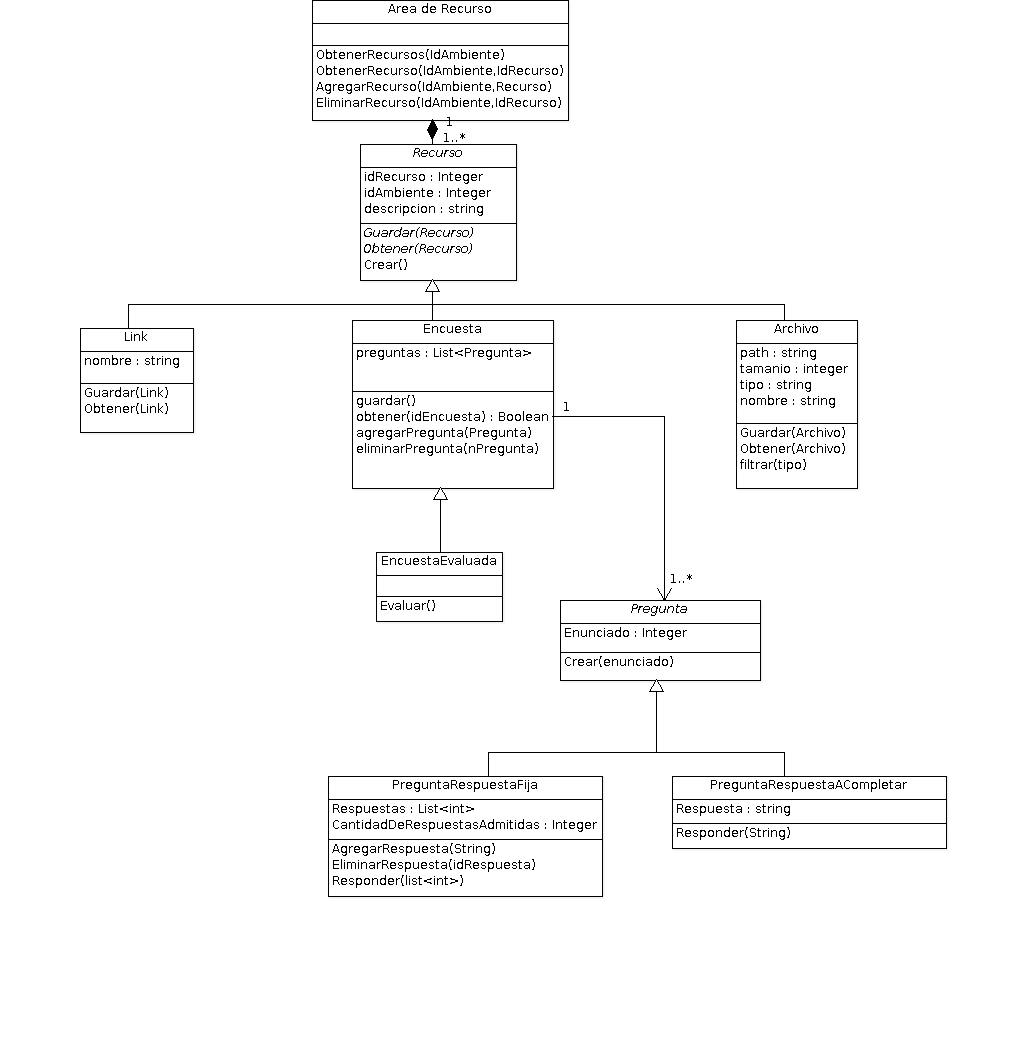 Area de Recurso
ObtenerRecursos(IdAmbiente)
ObtenerRecurso(IdAmbiente,IdRecurso)
AgregarRecurso(IdAmbiente,Recurso)
EliminarRecurso(IdAmbiente,IdRecurso)
1
1..*
Recurso
idRecurso : Integer
idAmbiente : Integer
descripcion : string
Guardar(Recurso)
Obtener(Recurso)
Crear()
Link
nombre : string
Guardar(Link)
Obtener(Link)
Encuesta
preguntas : List<Pregunta>
guardar()
obtener(idEncuesta) : Boolean
agregarPregunta(Pregunta)
eliminarPregunta(nPregunta)
Archivo
path : string
tamanio : integer
tipo : string
nombre : string
Guardar(Archivo)
Obtener(Archivo)
filtrar(tipo)
1
1..*
EncuestaEvaluada
Evaluar()
Pregunta
Enunciado : Integer
Crear(enunciado)
PreguntaRespuestaFija
Respuestas : List<int>
CantidadDeRespuestasAdmitidas : Integer
AgregarRespuesta(String)
EliminarRespuesta(idRespuesta)
Responder(list<int>)
PreguntaRespuestaACompletar
Respuesta : string
Responder(String)